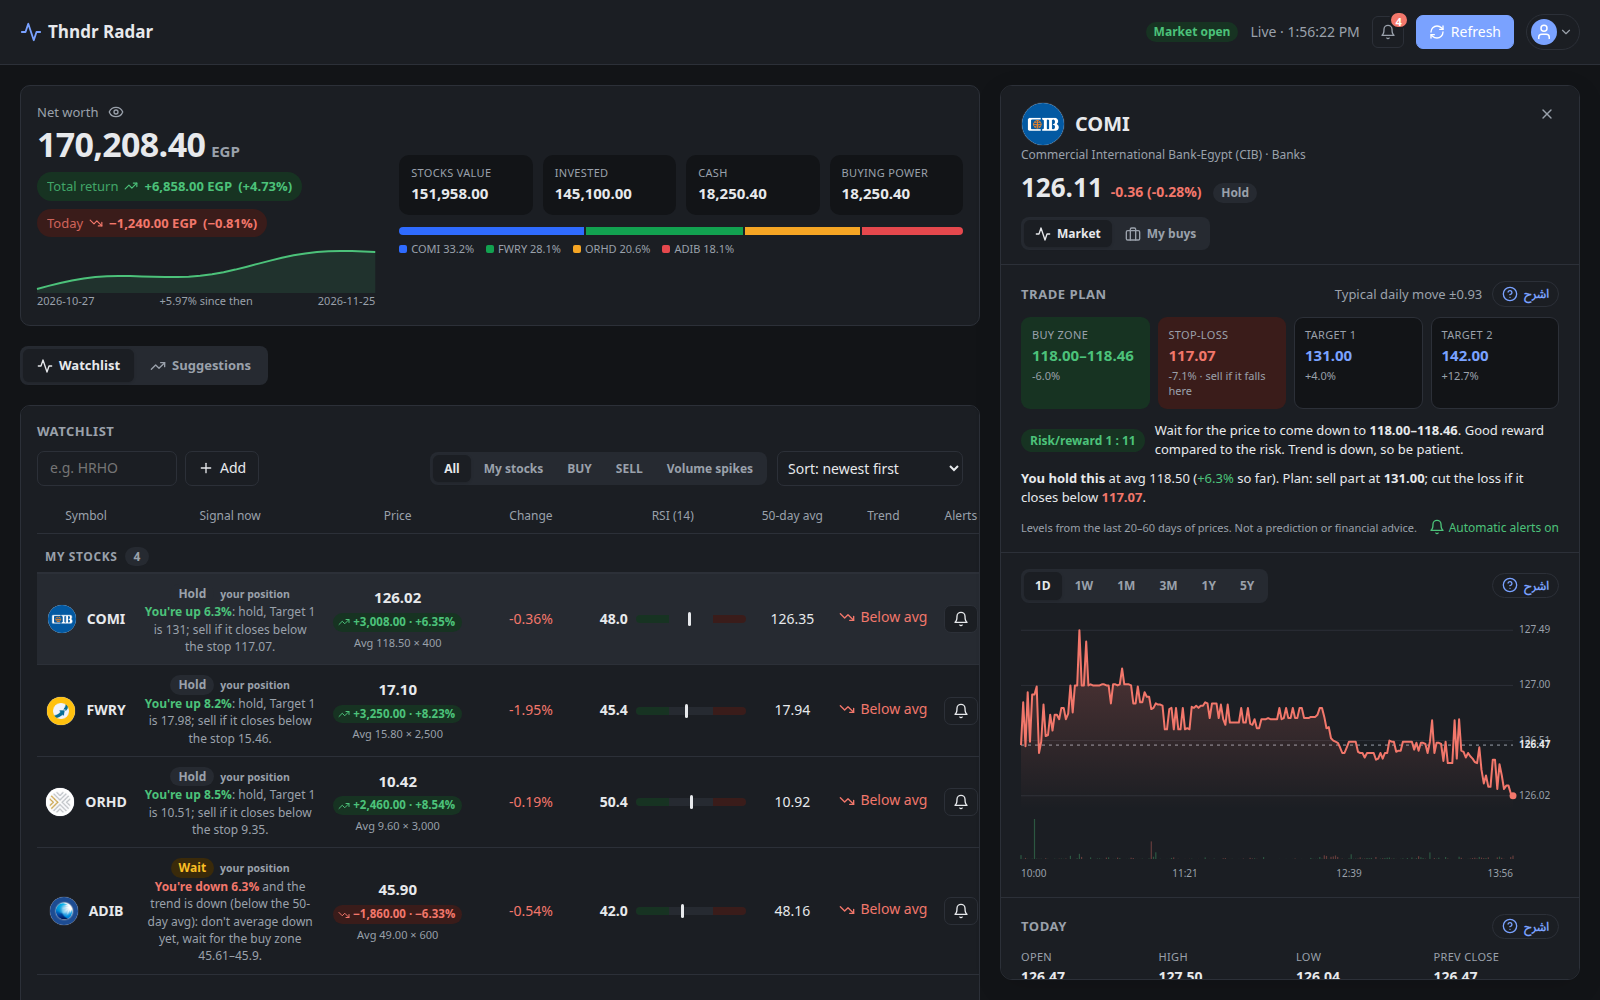 Thndr Radar
Market open
Live · 1:56:22 PM
4
Refresh
Net worth
170,208.40 EGP
Total return +6,858.00 EGP (+4.73%)
Today −1,240.00 EGP (−0.81%)
2026-10-27
+5.97% since then
2026-11-25
STOCKS VALUE
151,958.00
INVESTED
145,100.00
CASH
18,250.40
BUYING POWER
18,250.40
COMI 33.2%
FWRY 28.1%
ORHD 20.6%
ADIB 18.1%
Watchlist
Suggestions
WATCHLIST
e.g. HRHO
Add
All
My stocks
BUY
SELL
Volume spikes
Sort: newest first
Symbol
Signal now
Price
Change
RSI (14)
50-day avg
Trend
Alerts
MY STOCKS 4
CIB
COMI
Hold your position
You're up 6.3%: hold, Target 1
is 131; sell if it closes below
the stop 117.07.
126.02
+3,008.00 · +6.35%
Avg 118.50 × 400
-0.36%
48.0
126.35
Below avg
FWRY
Hold your position
You're up 8.2%: hold, Target 1
is 17.98; sell if it closes below
the stop 15.46.
17.10
+3,250.00 · +8.23%
Avg 15.80 × 2,500
-1.95%
45.4
17.94
Below avg
ORHD
Hold your position
You're up 8.5%: hold, Target 1
is 10.51; sell if it closes below
the stop 9.35.
10.42
+2,460.00 · +8.54%
Avg 9.60 × 3,000
-0.19%
50.4
10.92
Below avg
ADIB
Wait your position
You're down 6.3% and the
trend is down (below the 50-
day avg): don't average down
yet, wait for the buy zone
45.61–45.9.
45.90
−1,860.00 · −6.33%
Avg 49.00 × 600
-0.54%
42.0
48.16
Below avg
CIB
COMI
Commercial International Bank-Egypt (CIB) · Banks
126.11 -0.36 (-0.28%) Hold
Market
My buys
TRADE PLAN
Typical daily move ±0.93
اشرح
BUY ZONE
118.00–118.46
-6.0%
STOP-LOSS
117.07
-7.1% · sell if it falls
here
TARGET 1
131.00
+4.0%
TARGET 2
142.00
+12.7%
Risk/reward 1 : 11
Wait for the price to come down to 118.00–118.46. Good reward
compared to the risk. Trend is down, so be patient.
You hold this at avg 118.50 (+6.3% so far). Plan: sell part at 131.00; cut the loss if it
closes below 117.07.
Levels from the last 20–60 days of prices. Not a prediction or financial advice.
Automatic alerts on
1D
1W
1M
3M
1Y
5Y
اشرح
127.49
127.00
126.51
126.47
126.02
10:00
11:21
12:39
13:56
TODAY
اشرح
OPEN
126.47
HIGH
127.50
LOW
126.04
PREV CLOSE
126.47